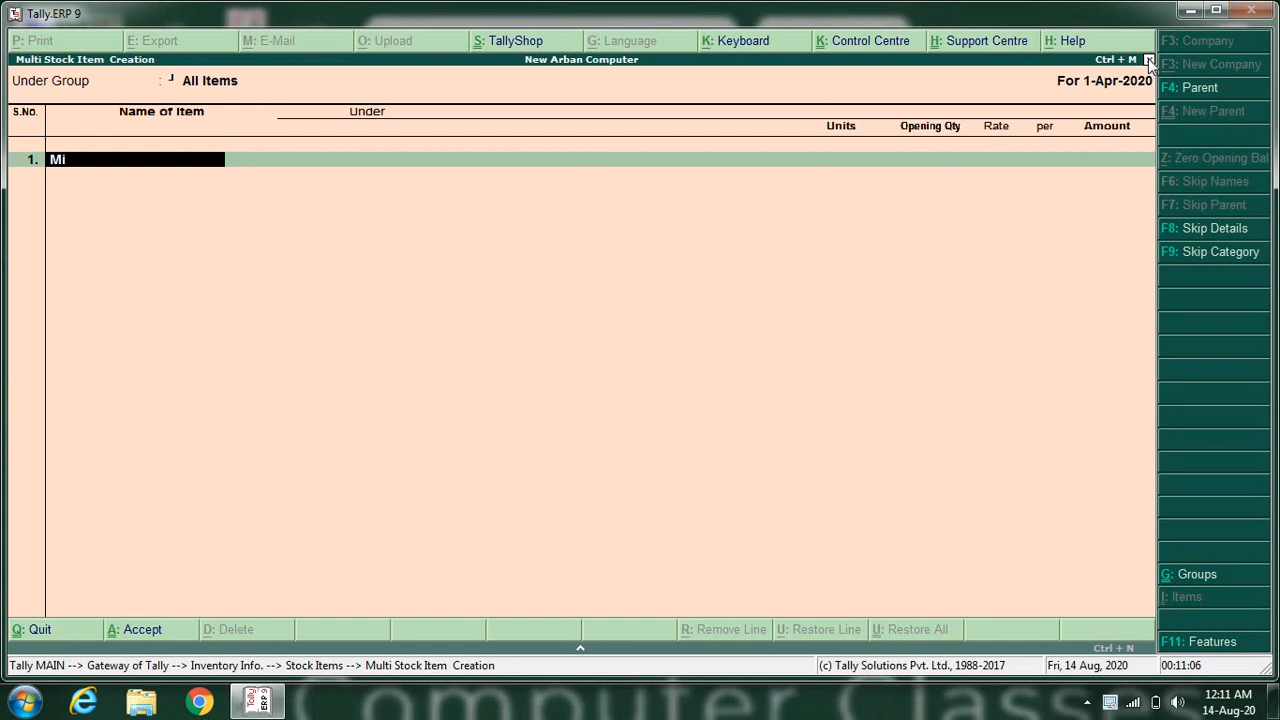 Tally.ERP 9
P: Print E: Export M: E-Mail O: Upload S: TallyShop G: Language K: Keyboard K: Control Centre H: Support Centre H: Help
Multi Stock Item Creation New Arban Computer Ctrl + M
Under Group : All Items For 1-Apr-2020
S.No. Name of Item Under
Units Opening Qty Rate per Amount
1. Mi
F3: Company
F3: New Company
F4: Parent
F4: New Parent
Z: Zero Opening Bal
F6: Skip Names
F7: Skip Parent
F8: Skip Details
F9: Skip Category
G: Groups
I: Items
F11: Features
Q: Quit A: Accept D: Delete R: Remove Line U: Restore Line U: Restore All
Ctrl + N
Tally MAIN --> Gateway of Tally --> Inventory Info. --> Stock Items --> Multi Stock Item Creation (c) Tally Solutions Pvt. Ltd., 1988-2017 Fri, 14 Aug, 2020 00:11:06
Tally ERP 9
Computer Class
12:11 AM
14-Aug-20